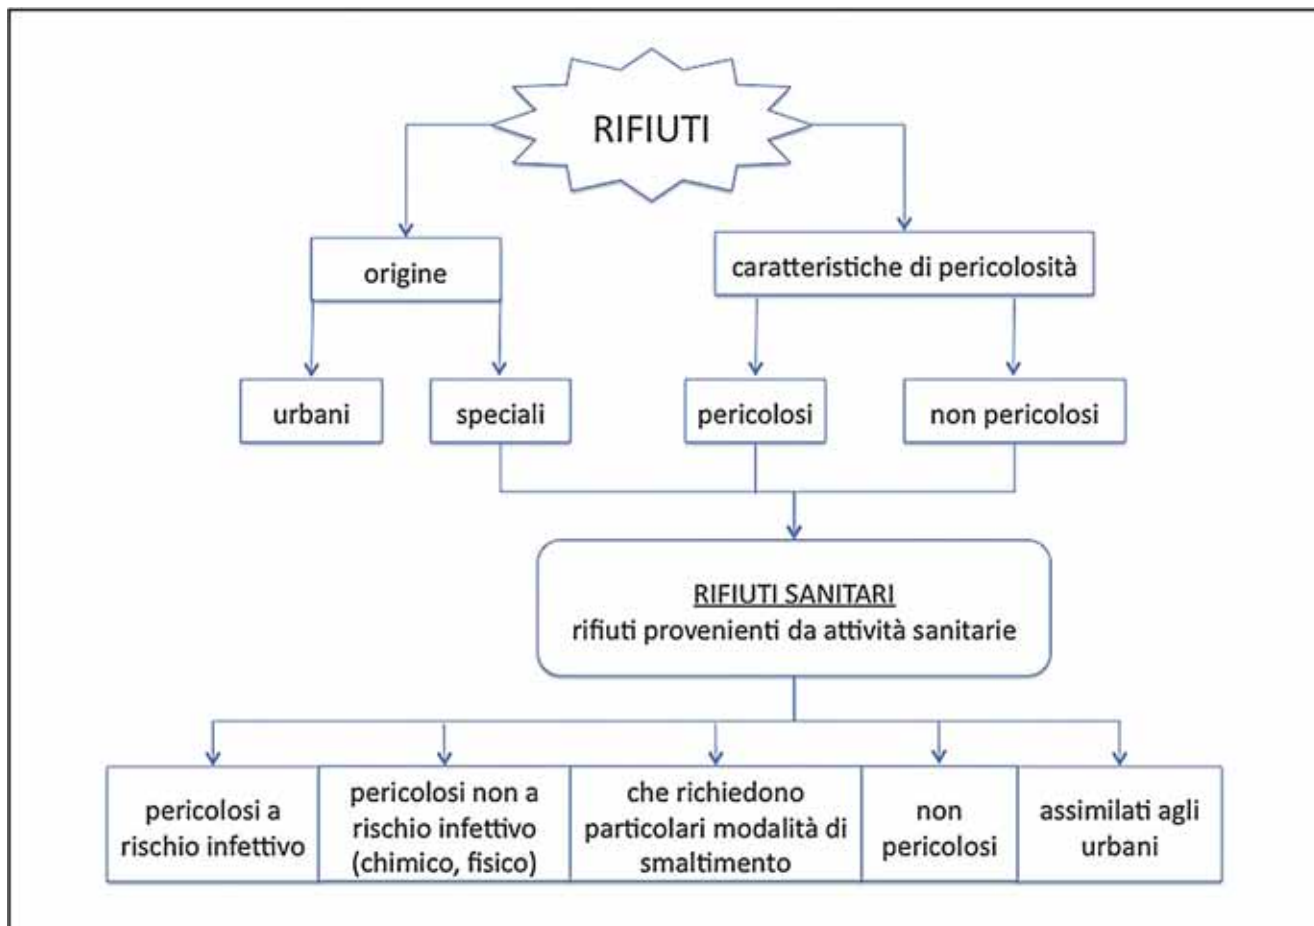 RIFIUTI
origine
caratteristiche di pericolosità
urbani
speciali
pericolosi
non pericolosi
RIFIUTI SANITARI
rifiuti provenienti da attività sanitarie
pericolosi a
rischio infettivo
pericolosi non a
rischio infettivo
(chimico, fisico)
che richiedono
particolari modalità di
smaltimento
non
pericolosi
assimilati agli
urbani